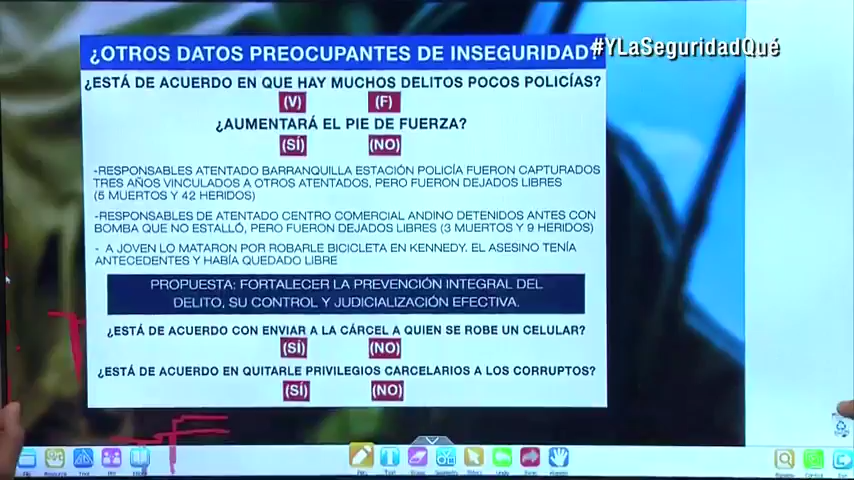 #YLaSeguridadQué
¿OTROS DATOS PREOCUPANTES DE INSEGURIDAD?
¿ESTÁ DE ACUERDO EN QUE HAY MUCHOS DELITOS POCOS POLICÍAS?
(V) (F)
¿AUMENTARÁ EL PIE DE FUERZA?
(SÍ) (NO)
-RESPONSABLES ATENTADO BARRANQUILLA ESTACIÓN POLICÍA FUERON CAPTURADOS
TRES AÑOS VINCULADOS A OTROS ATENTADOS, PERO FUERON DEJADOS LIBRES
(5 MUERTOS Y 42 HERIDOS)
-RESPONSABLES DE ATENTADO CENTRO COMERCIAL ANDINO DETENIDOS ANTES CON
BOMBA QUE NO ESTALLÓ, PERO FUERON DEJADOS LIBRES (3 MUERTOS Y 9 HERIDOS)
- A JOVEN LO MATARON POR ROBARLE BICICLETA EN KENNEDY. EL ASESINO TENÍA
ANTECEDENTES Y HABÍA QUEDADO LIBRE
PROPUESTA: FORTALECER LA PREVENCIÓN INTEGRAL DEL
DELITO, SU CONTROL Y JUDICIALIZACIÓN EFECTIVA.
¿ESTÁ DE ACUERDO CON ENVIAR A LA CÁRCEL A QUIEN SE ROBE UN CELULAR?
(SÍ) (NO)
¿ESTÁ DE ACUERDO EN QUITARLE PRIVILEGIOS CARCELARIOS A LOS CORRUPTOS?
(SÍ) (NO)